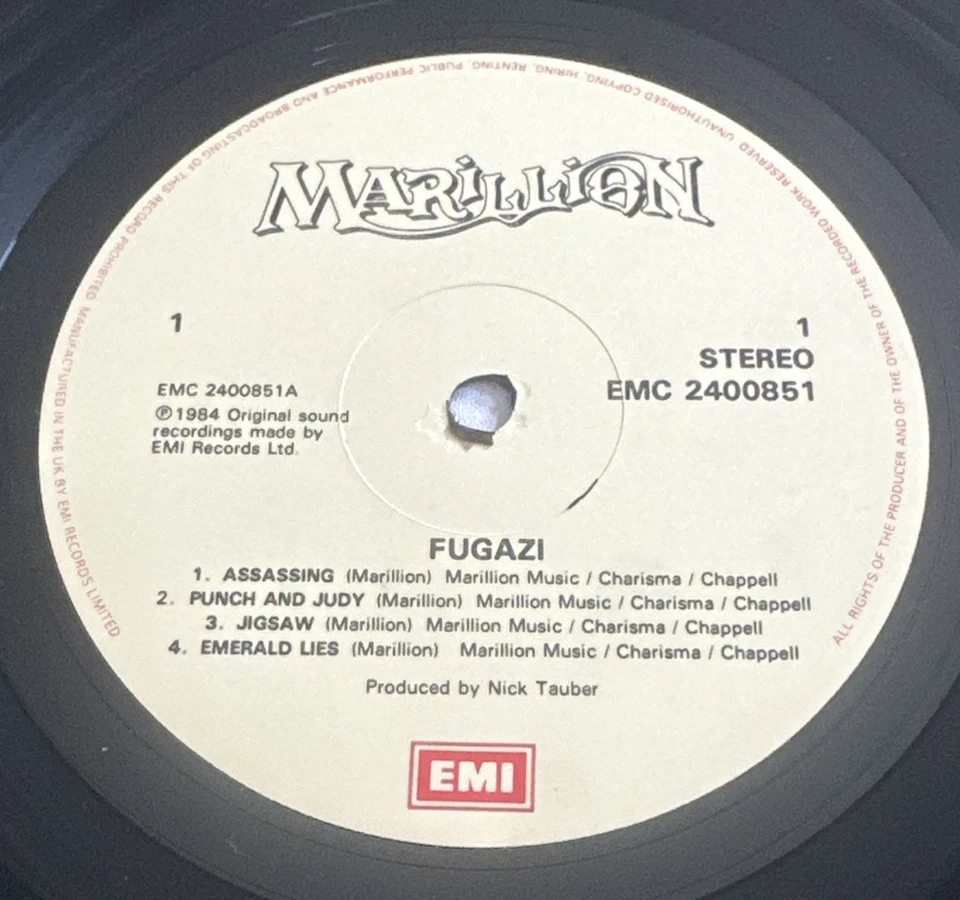 MARILLION
1
EMC 2400851A
℗1984 Original sound
recordings made by
EMI Records Ltd.
1
STEREO
EMC 2400851
FUGAZI
1. ASSASSING (Marillion) Marillion Music / Charisma / Chappell
2. PUNCH AND JUDY (Marillion) Marillion Music / Charisma / Chappell
3. JIGSAW (Marillion) Marillion Music / Charisma / Chappell
4. EMERALD LIES (Marillion) Marillion Music / Charisma / Chappell
Produced by Nick Tauber
EMI
ALL RIGHTS OF THE PRODUCER AND OF THE OWNER OF THE RECORDED WORK RESERVED. UNAUTHORISED COPYING, HIRING, RENTING, PUBLIC PERFORMANCE AND BROADCASTING OF THIS RECORD PROHIBITED. MANUFACTURED IN THE UK BY EMI RECORDS LIMITED